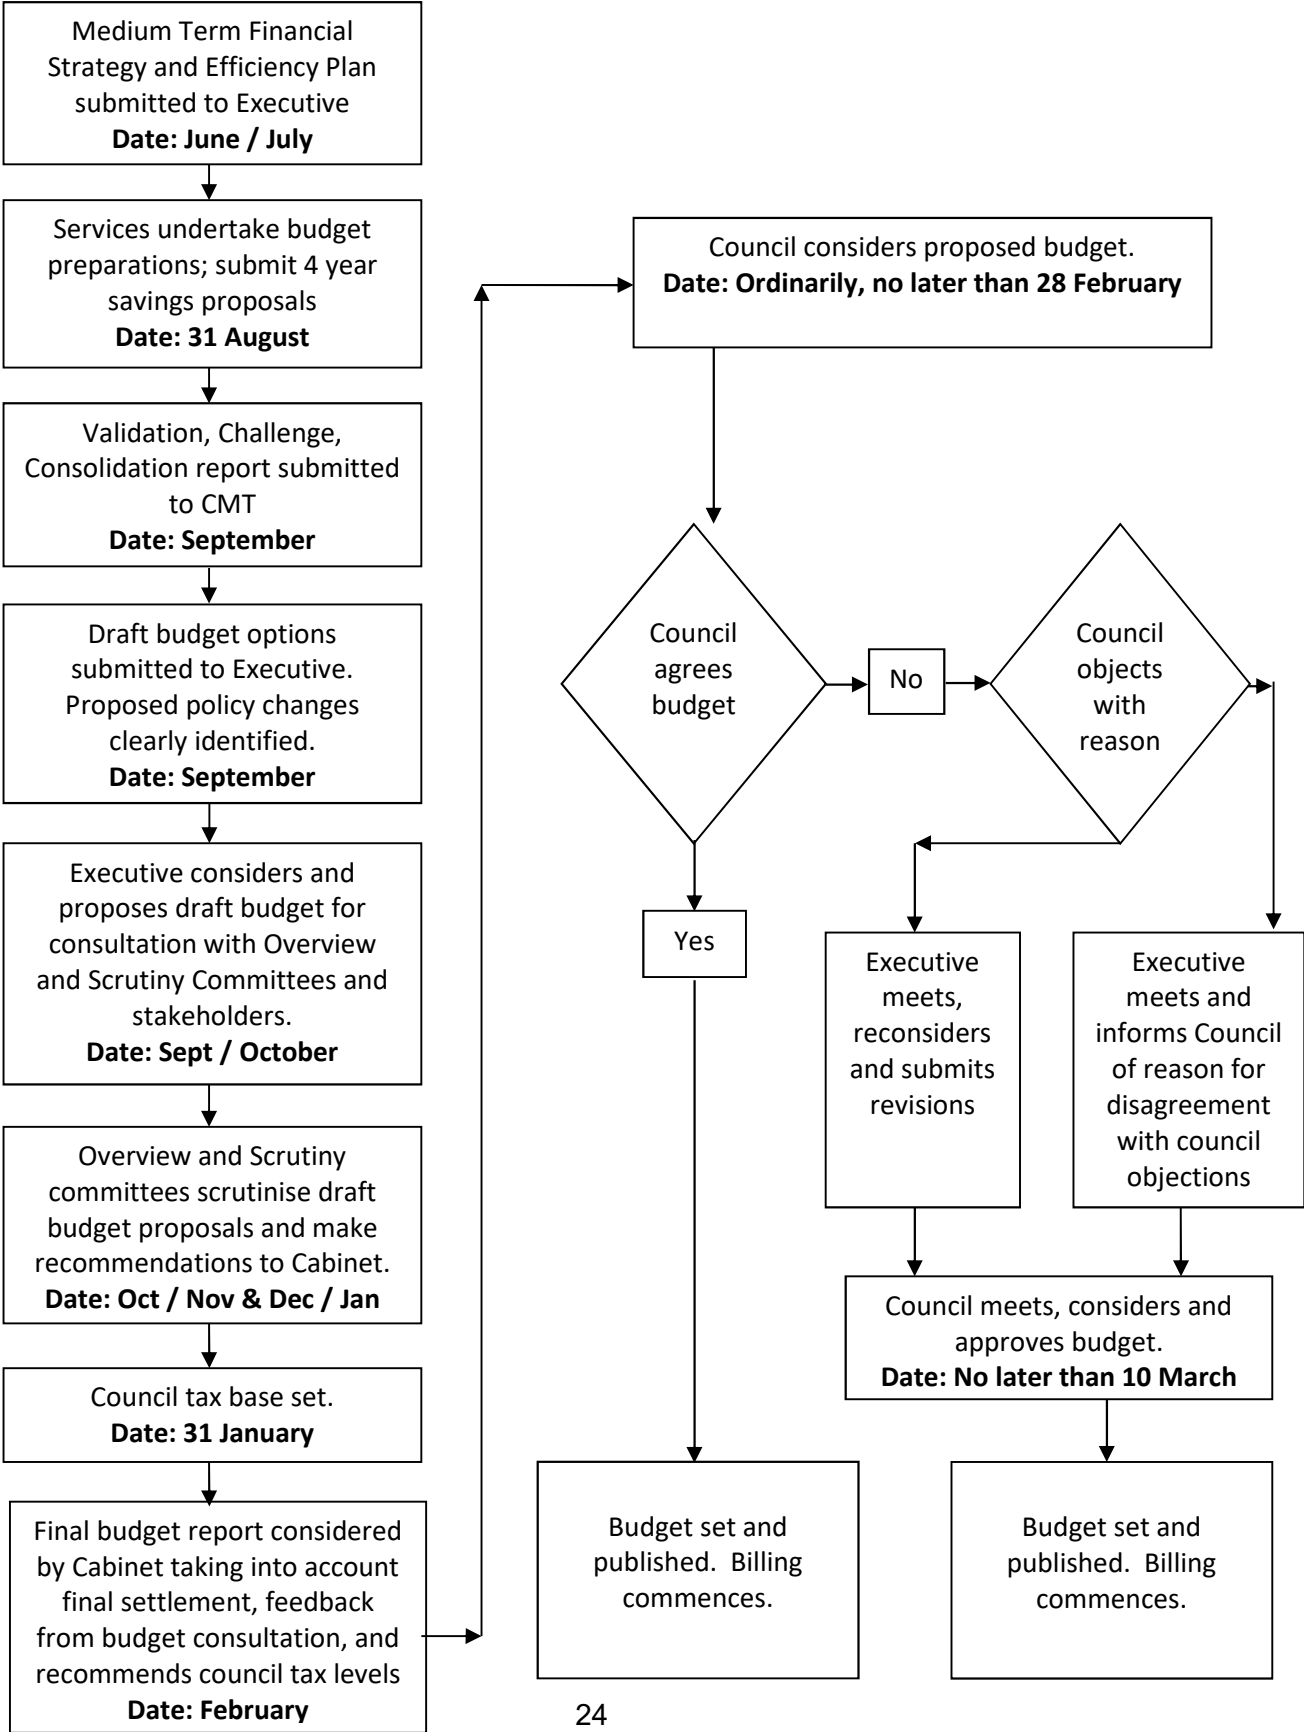 Medium Term Financial
Strategy and Efficiency Plan
submitted to Executive
Date: June / July
Services undertake budget
preparations; submit 4 year
savings proposals
Date: 31 August
Validation, Challenge,
Consolidation report submitted
to CMT
Date: September
Draft budget options
submitted to Executive.
Proposed policy changes
clearly identified.
Date: September
Executive considers and
proposes draft budget for
consultation with Overview
and Scrutiny Committees and
stakeholders.
Date: Sept / October
Overview and Scrutiny
committees scrutinise draft
budget proposals and make
recommendations to Cabinet.
Date: Oct / Nov & Dec / Jan
Council tax base set.
Date: 31 January
Final budget report considered
by Cabinet taking into account
final settlement, feedback
from budget consultation, and
recommends council tax levels
Date: February
Council considers proposed budget.
Date: Ordinarily, no later than 28 February
Council
agrees
budget
No
Council
objects
with
reason
Yes
Executive
meets,
reconsiders
and submits
revisions
Executive
meets and
informs Council
of reason for
disagreement
with council
objections
Council meets, considers and
approves budget.
Date: No later than 10 March
Budget set and
published. Billing
commences.
Budget set and
published. Billing
commences.
24